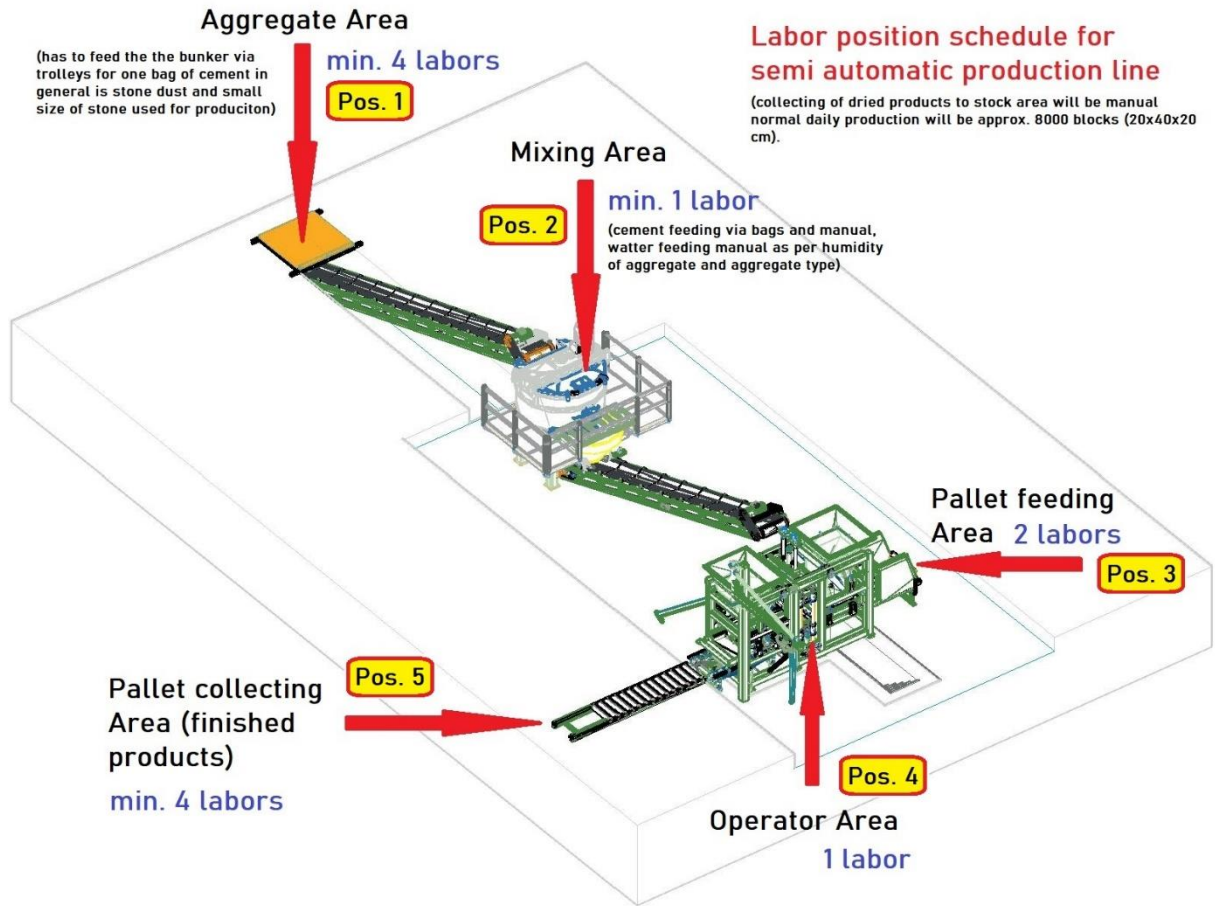 Aggregate Area
(has to feed the the bunker via
trolleys for one bag of cement in
general is stone dust and small
size of stone used for produciton)
min. 4 labors
Pos. 1
Labor position schedule for
semi automatic production line
(collecting of dried products to stock area will be manual
normal daily production will be approx. 8000 blocks (20x40x20
cm).
Mixing Area
min. 1 labor
Pos. 2
(cement feeding via bags and manual,
watter feeding manual as per humidity
of aggregate and aggregate type)
Pallet feeding
Area 2 labors
Pos. 3
Pos. 5
Pallet collecting
Area (finished
products)
min. 4 labors
Pos. 4
Operator Area
1 labor